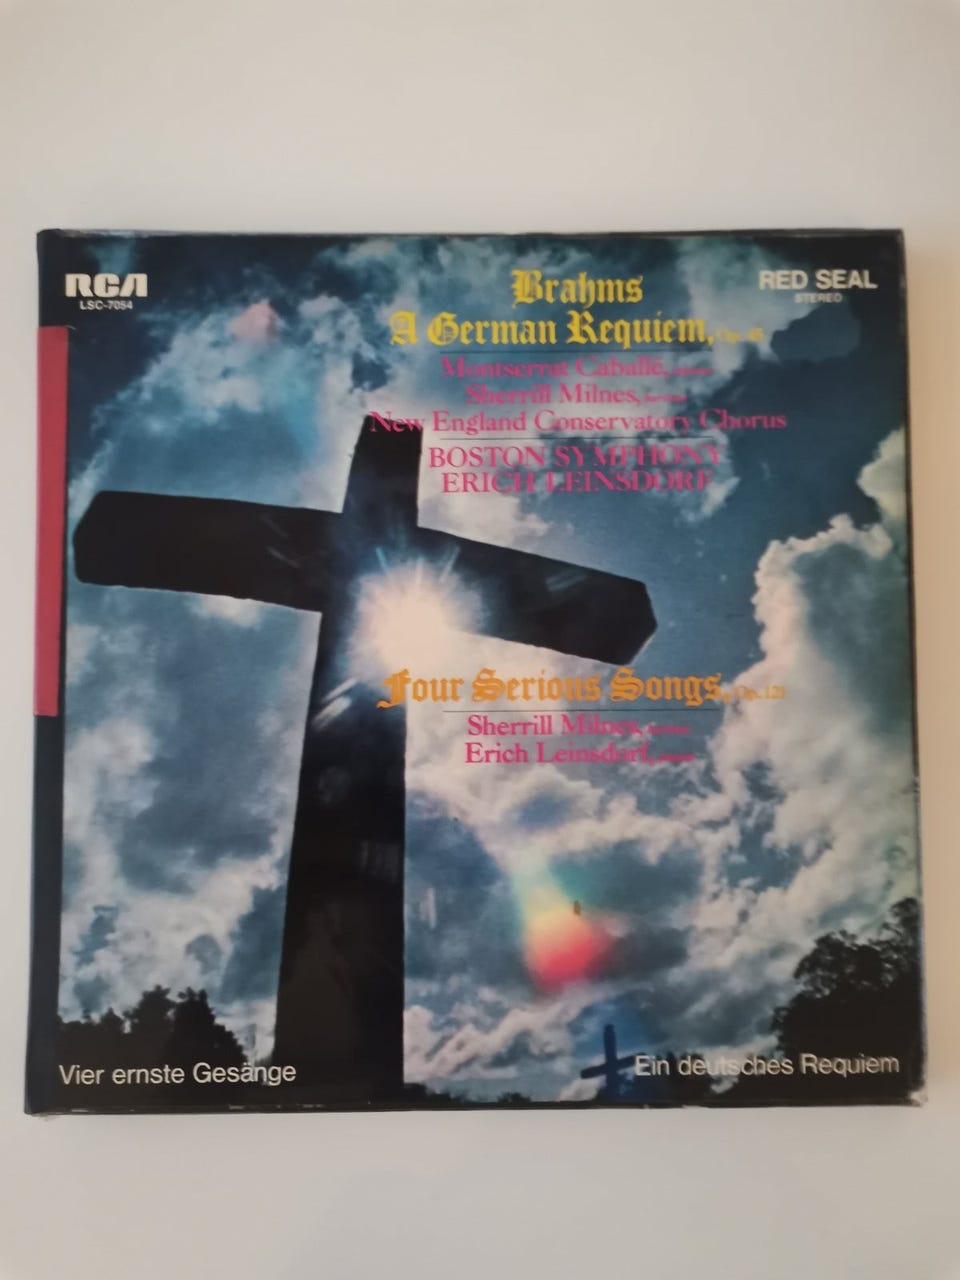 RCA
LSC-7054
RED SEAL
STEREO
Brahms
A German Requiem, Op. 45
Montserrat Caballé,
Sherrill Milnes,
New England Conservatory Chorus
BOSTON SYMPHONY
ERICH LEINSDORF
Four Serious Songs, Op. 121
Sherrill Milnes,
Erich Leinsdorf,
Vier ernste Gesänge
Ein deutsches Requiem